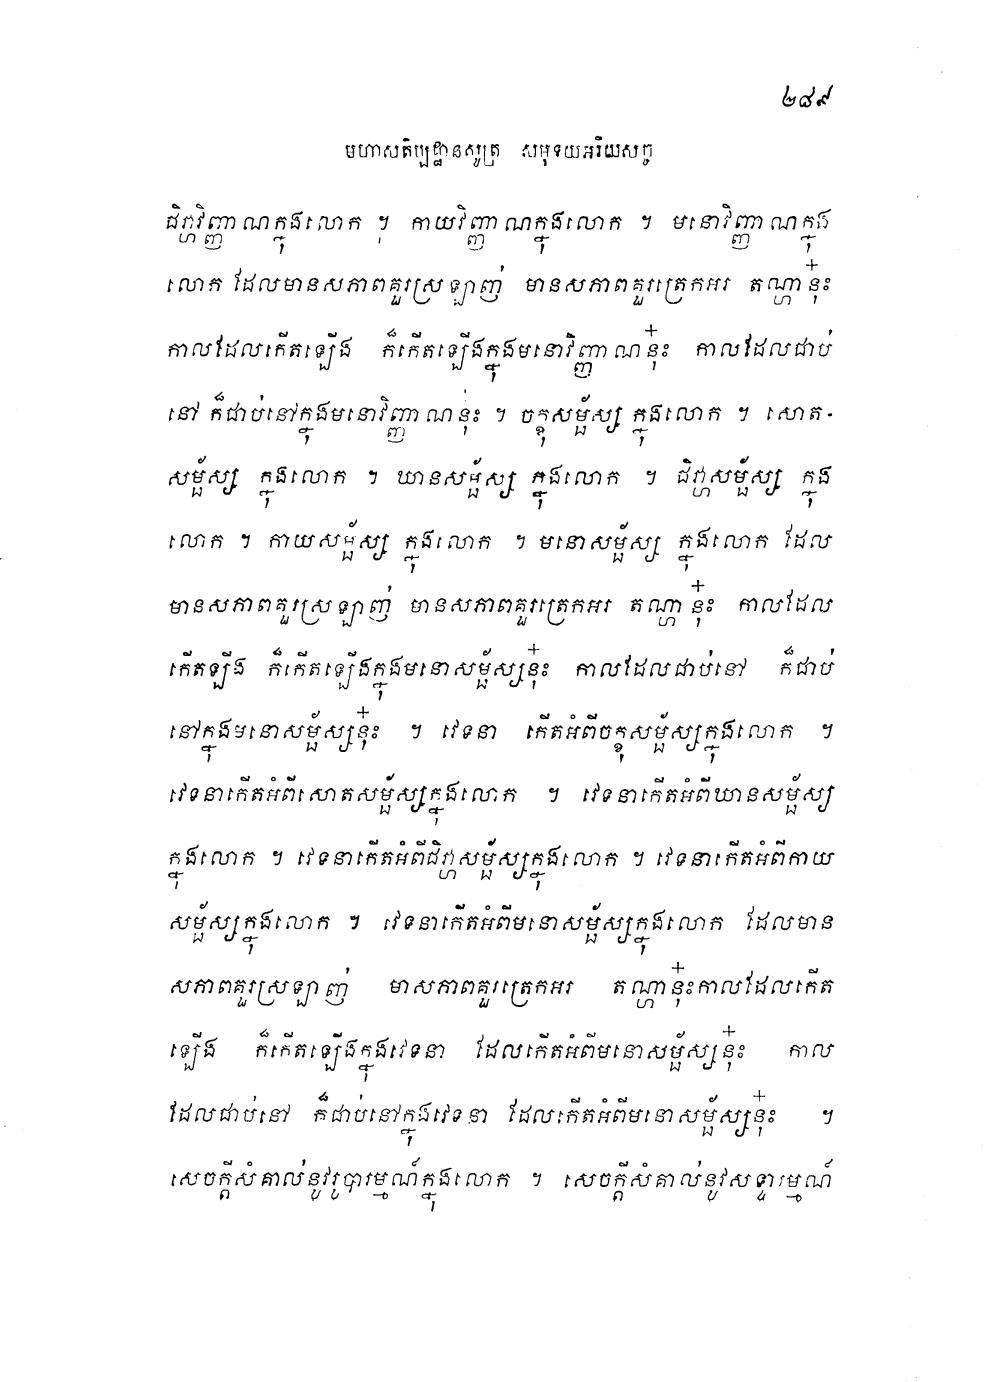 ២៨៩
មហាសតិប្បដ្ឋានសូត្រ សមុទយអរិយសច្ច
ជិវ្ហាវិញ្ញាណក្នុងលោក ។ កាយវិញ្ញាណក្នុងលោក ។ មនោវិញ្ញាណក្នុង
លោក ដែលមានសភាពគួរស្រឡាញ់ មានសភាពគួរត្រេកអរ តណ្ហានុ៎ះ
កាលដែលកើតឡើង ក៏កើតឡើងក្នុងមនោវិញ្ញាណនុ៎ះ កាលដែលជាប់
នៅ ក៏ជាប់នៅក្នុងមនោវិញ្ញាណនុ៎ះ ។ ចក្ខុសម្ផ័ស្ស ក្នុងលោក ។ សោត-
សម្ផ័ស្ស ក្នុងលោក ។ ឃានសម្ផ័ស្ស ក្នុងលោក ។ ជិវ្ហាសម្ផ័ស្ស ក្នុង
លោក ។ កាយសម្ផ័ស្ស ក្នុងលោក ។ មនោសម្ផ័ស្ស ក្នុងលោក ដែល
មានសភាពគួរស្រឡាញ់ មានសភាពគួរត្រេកអរ តណ្ហានុ៎ះ កាលដែល
កើតឡើង ក៏កើតឡើងក្នុងមនោសម្ផ័ស្សនុ៎ះ កាលដែលជាប់នៅ ក៏ជាប់
នៅក្នុងមនោសម្ផ័ស្សនុ៎ះ ។ វេទនា កើតអំពីចក្ខុសម្ផ័ស្សក្នុងលោក ។
វេទនាកើតអំពីសោតសម្ផ័ស្សក្នុងលោក ។ វេទនាកើតអំពីឃានសម្ផ័ស្ស
ក្នុងលោក ។ វេទនាកើតអំពីជិវ្ហាសម្ផ័ស្សក្នុងលោក ។ វេទនាកើតអំពីកាយ
សម្ផ័ស្សក្នុងលោក ។ វេទនាកើតអំពីមនោសម្ផ័ស្សក្នុងលោក ដែលមាន
សភាពគួរស្រឡាញ់ មាសភាពគួរត្រេកអរ តណ្ហានុ៎ះកាលដែលកើត
ឡើង ក៏កើតឡើងក្នុងវេទនា ដែលកើតអំពីមនោសម្ផ័ស្សនុ៎ះ កាល
ដែលជាប់នៅ ក៏ជាប់នៅក្នុងវេទនា ដែលកើតអំពីមនោសម្ផ័ស្សនុ៎ះ ។
សេចក្តីសំគាល់នូវរូបារម្មណ៍ក្នុងលោក ។ សេចក្តីសំគាល់នូវសទ្ទារម្មណ៍